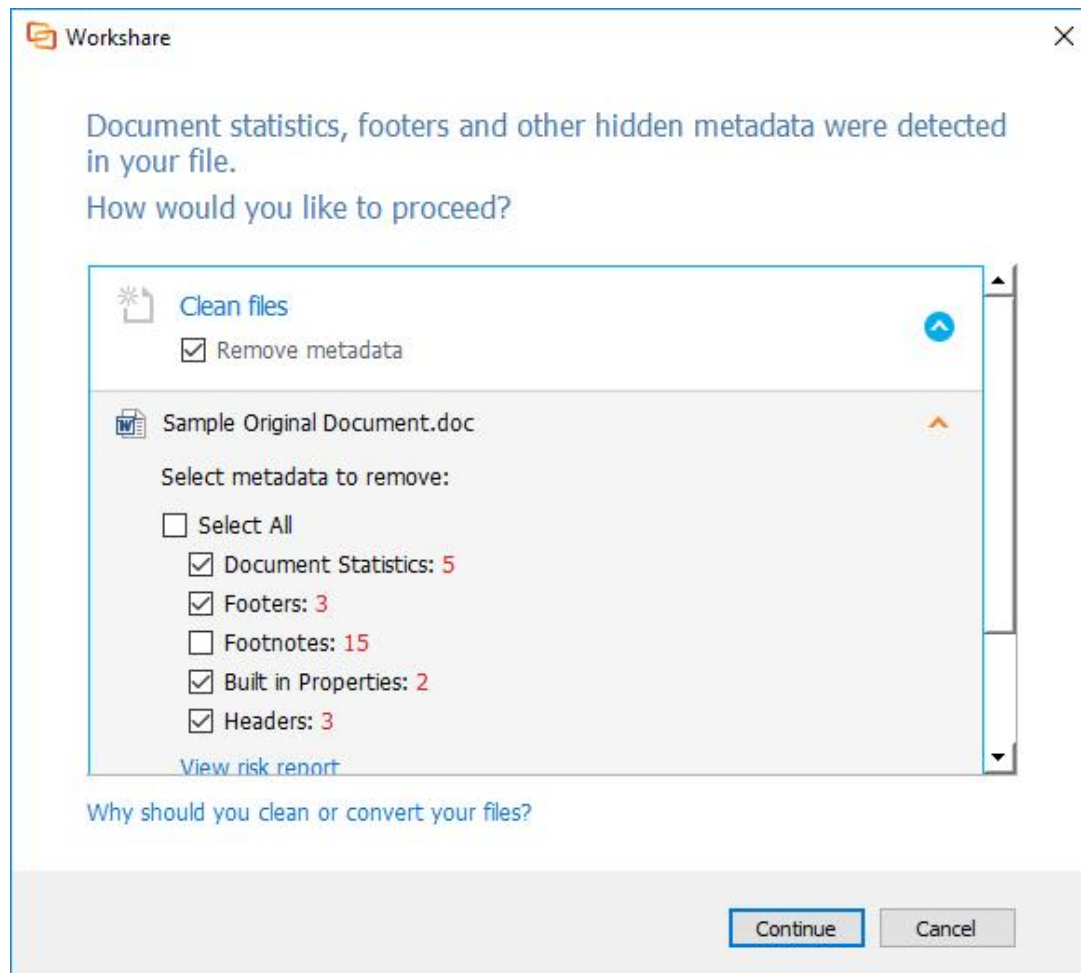 Workshare
Document statistics, footers and other hidden metadata were detected
in your file.
How would you like to proceed?
Clean files
Remove metadata
Sample Original Document.doc
Select metadata to remove:
Select All
Document Statistics: 5
Footers: 3
Footnotes: 15
Built in Properties: 2
Headers: 3
View risk report
Why should you clean or convert your files?
Continue
Cancel